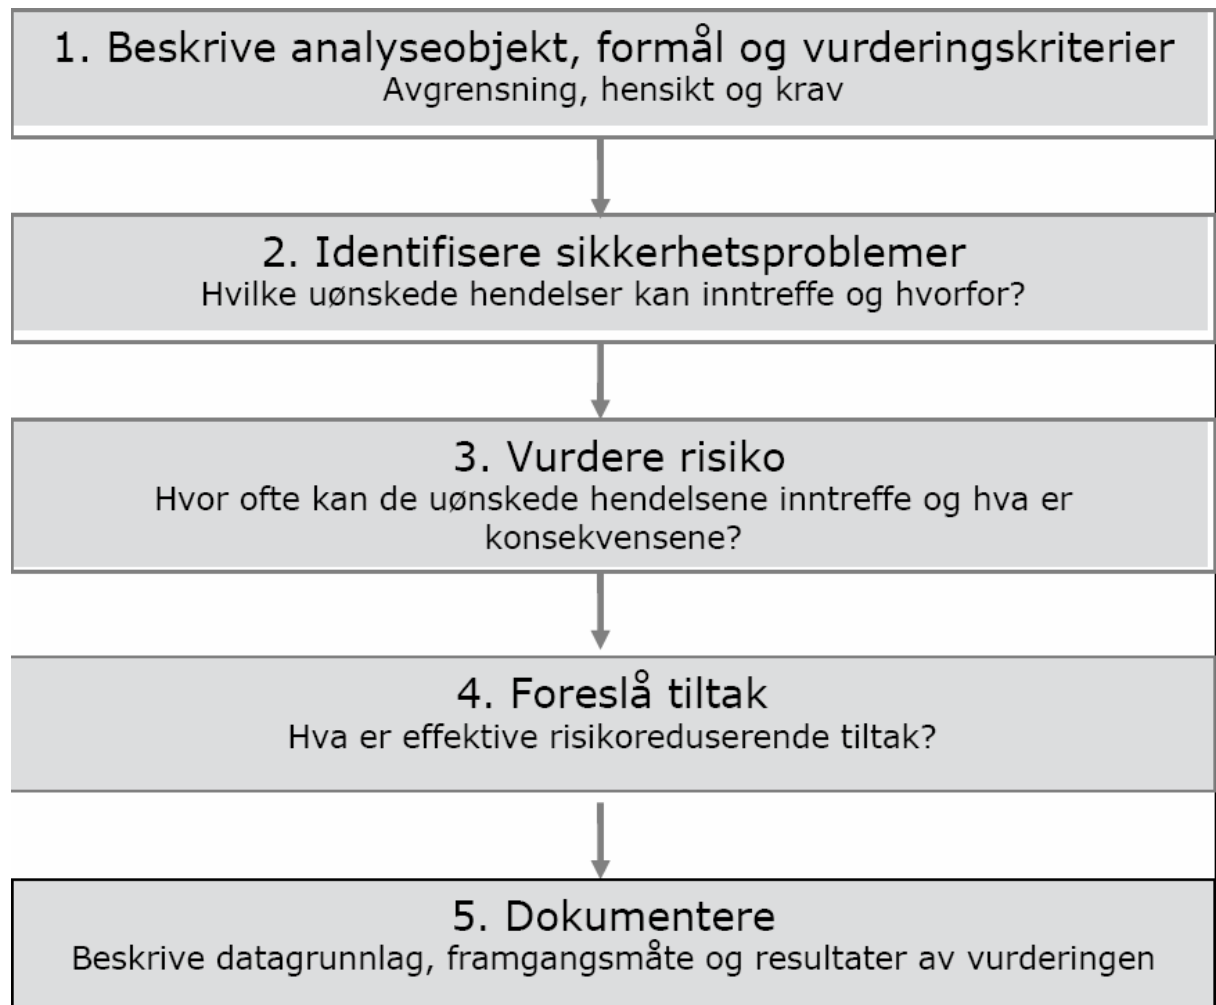 1. Beskrive analyseobjekt, formål og vurderingskriterier
Avgrensning, hensikt og krav
2. Identifisere sikkerhetsproblemer
Hvilke uønskede hendelser kan inntreffe og hvorfor?
3. Vurdere risiko
Hvor ofte kan de uønskede hendelsene inntreffe og hva er
konsekvensene?
4. Foreslå tiltak
Hva er effektive risikoreduserende tiltak?
5. Dokumentere
Beskrive datagrunnlag, framgangsmåte og resultater av vurderingen